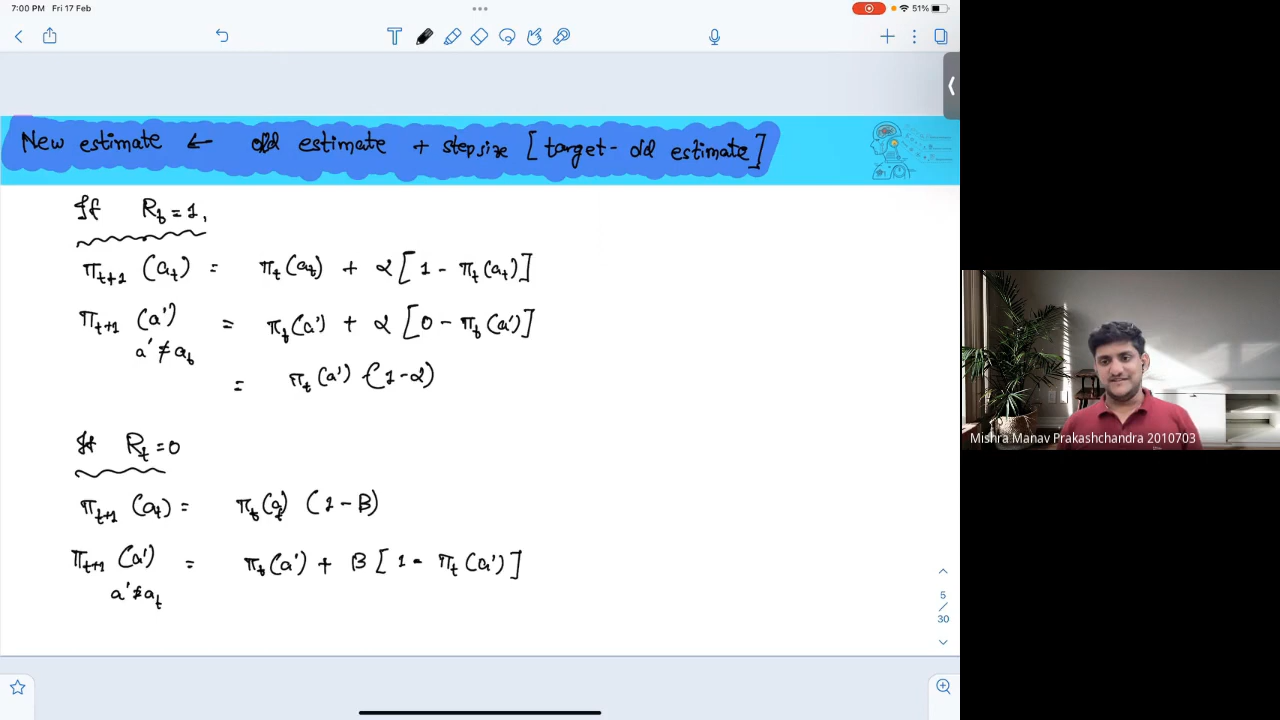 7:00 PM Fri 17 Feb
51%
New estimate ← old estimate + stepsize [target - old estimate]
If R_t = 1,
π_{t+1} (a_t) = π_t(a_t) + α[1 - π_t(a_t)]
π_{t+1} (a') = π_t(a') + α [0 - π_t(a')]
a' ≠ a_t
= π_t(a') (1-α)
If R_t = 0
π_{t+1} (a_t) = π_t(a_t) (1-B)
π_{t+1} (a') = π_t(a') + B[1 - π_t(a')]
a' ≠ a_t
5
/
30
T
Mishra Manav Prakashchandra 2010703